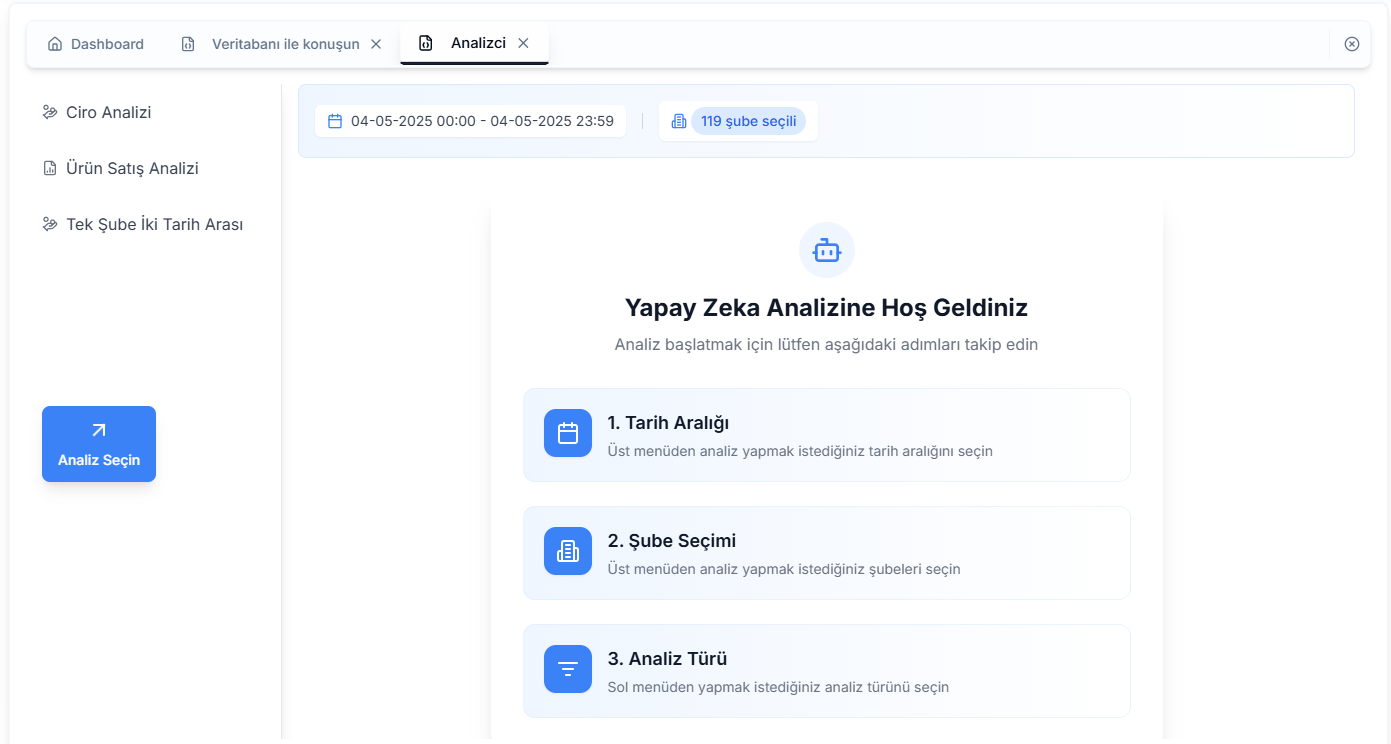 Dashboard
Veritabanı ile konuşun
Analizci
Ciro Analizi
Ürün Satış Analizi
Tek Şube İki Tarih Arası
Analiz Seçin
04-05-2025 00:00 - 04-05-2025 23:59
119 şube seçili
Yapay Zeka Analizine Hoş Geldiniz
Analiz başlatmak için lütfen aşağıdaki adımları takip edin
1. Tarih Aralığı
Üst menüden analiz yapmak istediğiniz tarih aralığını seçin
2. Şube Seçimi
Üst menüden analiz yapmak istediğiniz şubeleri seçin
3. Analiz Türü
Sol menüden yapmak istediğiniz analiz türünü seçin